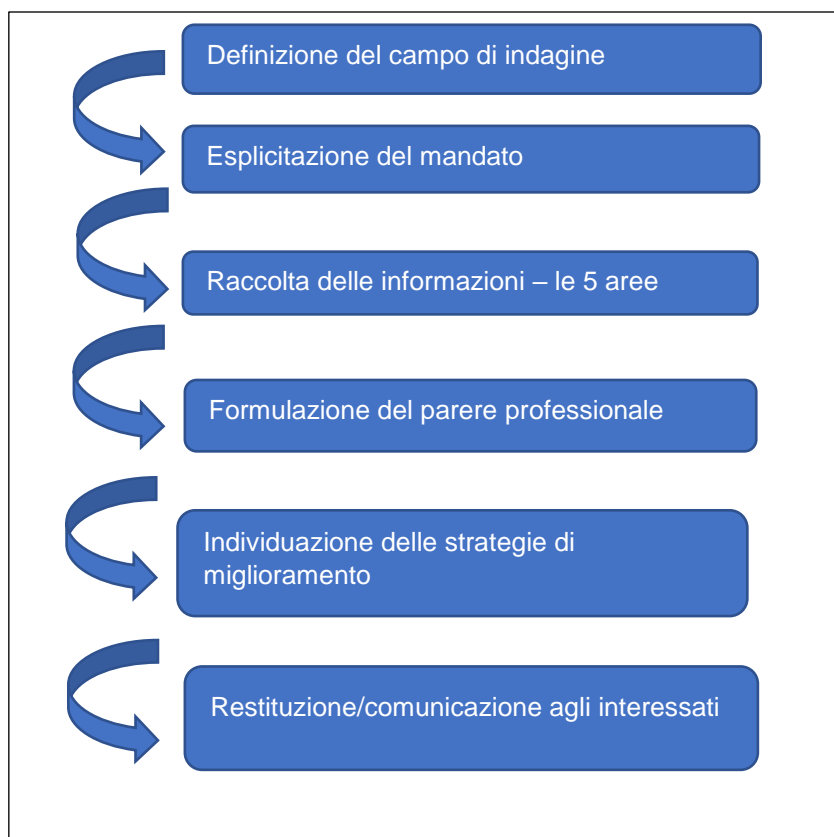 Definizione del campo di indagine
Esplicitazione del mandato
Raccolta delle informazioni – le 5 aree
Formulazione del parere professionale
Individuazione delle strategie di
miglioramento
Restituzione/comunicazione agli interessati